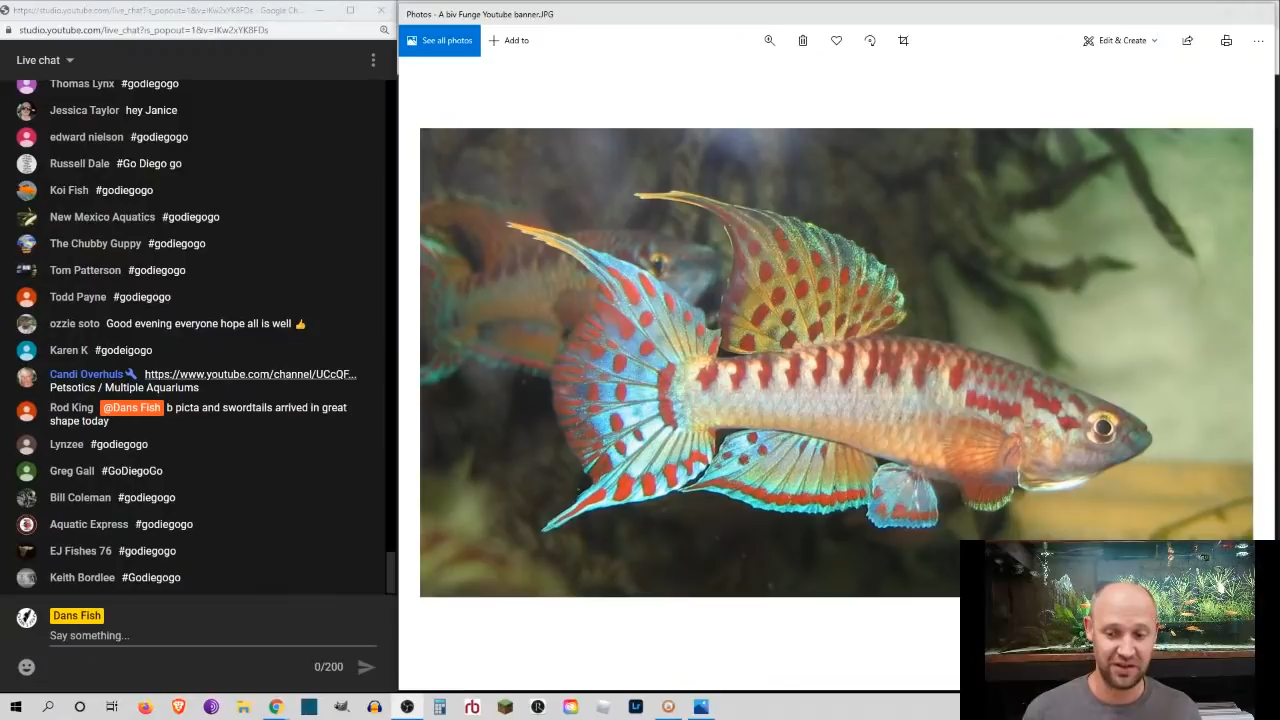 https://studio.youtube.com/live_chat?is_popout=1&v=IKw2xYK8FDs - Google Ch...
studio.youtube.com/live_chat?is_popout=1&v=IKw2xYK8FDs
Live chat
Thomas Lynx #godiegogo
Jessica Taylor hey Janice
edward nielson #godiegogo
Russell Dale #Go Diego go
Koi Fish #godiegogo
New Mexico Aquatics #godiegogo
The Chubby Guppy #godiegogo
Tom Patterson #godiegogo
Todd Payne #godiegogo
ozzie soto Good evening everyone hope all is well 👍
Karen K #godeigogo
Candi Overhuls https://www.youtube.com/channel/UCcQF...
Petsotics / Multiple Aquariums
Rod King @Dans Fish b picta and swordtails arrived in great
shape today
Lynzee #godiegogo
Greg Gall #GoDiegoGo
Bill Coleman #godiegogo
Aquatic Express #godiegogo
EJ Fishes 76 #godiegogo
Keith Bordlee #Godiegogo
Dans Fish
Say something...
0/200
Photos - A biv Funge Youtube banner.JPG
See all photos
Add to
Edit & Create
rb
R
Lr